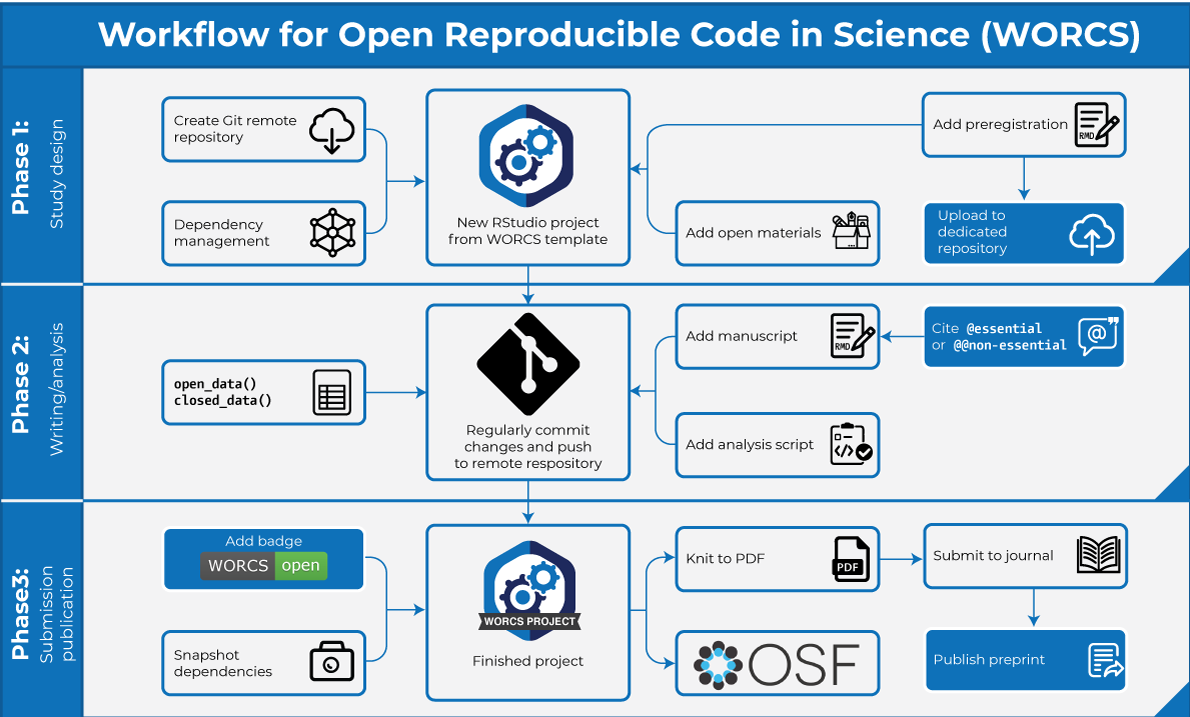 Workflow for Open Reproducible Code in Science (WORCS)
Phase 1:
Study design
Create Git remote
repository
Dependency
management
New RStudio project
from WORCS template
Add preregistration
RMD
Add open materials
Upload to
dedicated
repository
Phase 2:
Writing/analysis
open_data()
closed_data()
Regularly commit
changes and push
to remote respository
Add manuscript
RMD
Cite @essential
or @@non-essential
@
Add analysis script
</>
Phase3:
Submission
publication
Add badge
WORCS open
Snapshot
dependencies
WORCS PROJECT
Finished project
Knit to PDF
PDF
Submit to journal
OSF
Publish preprint